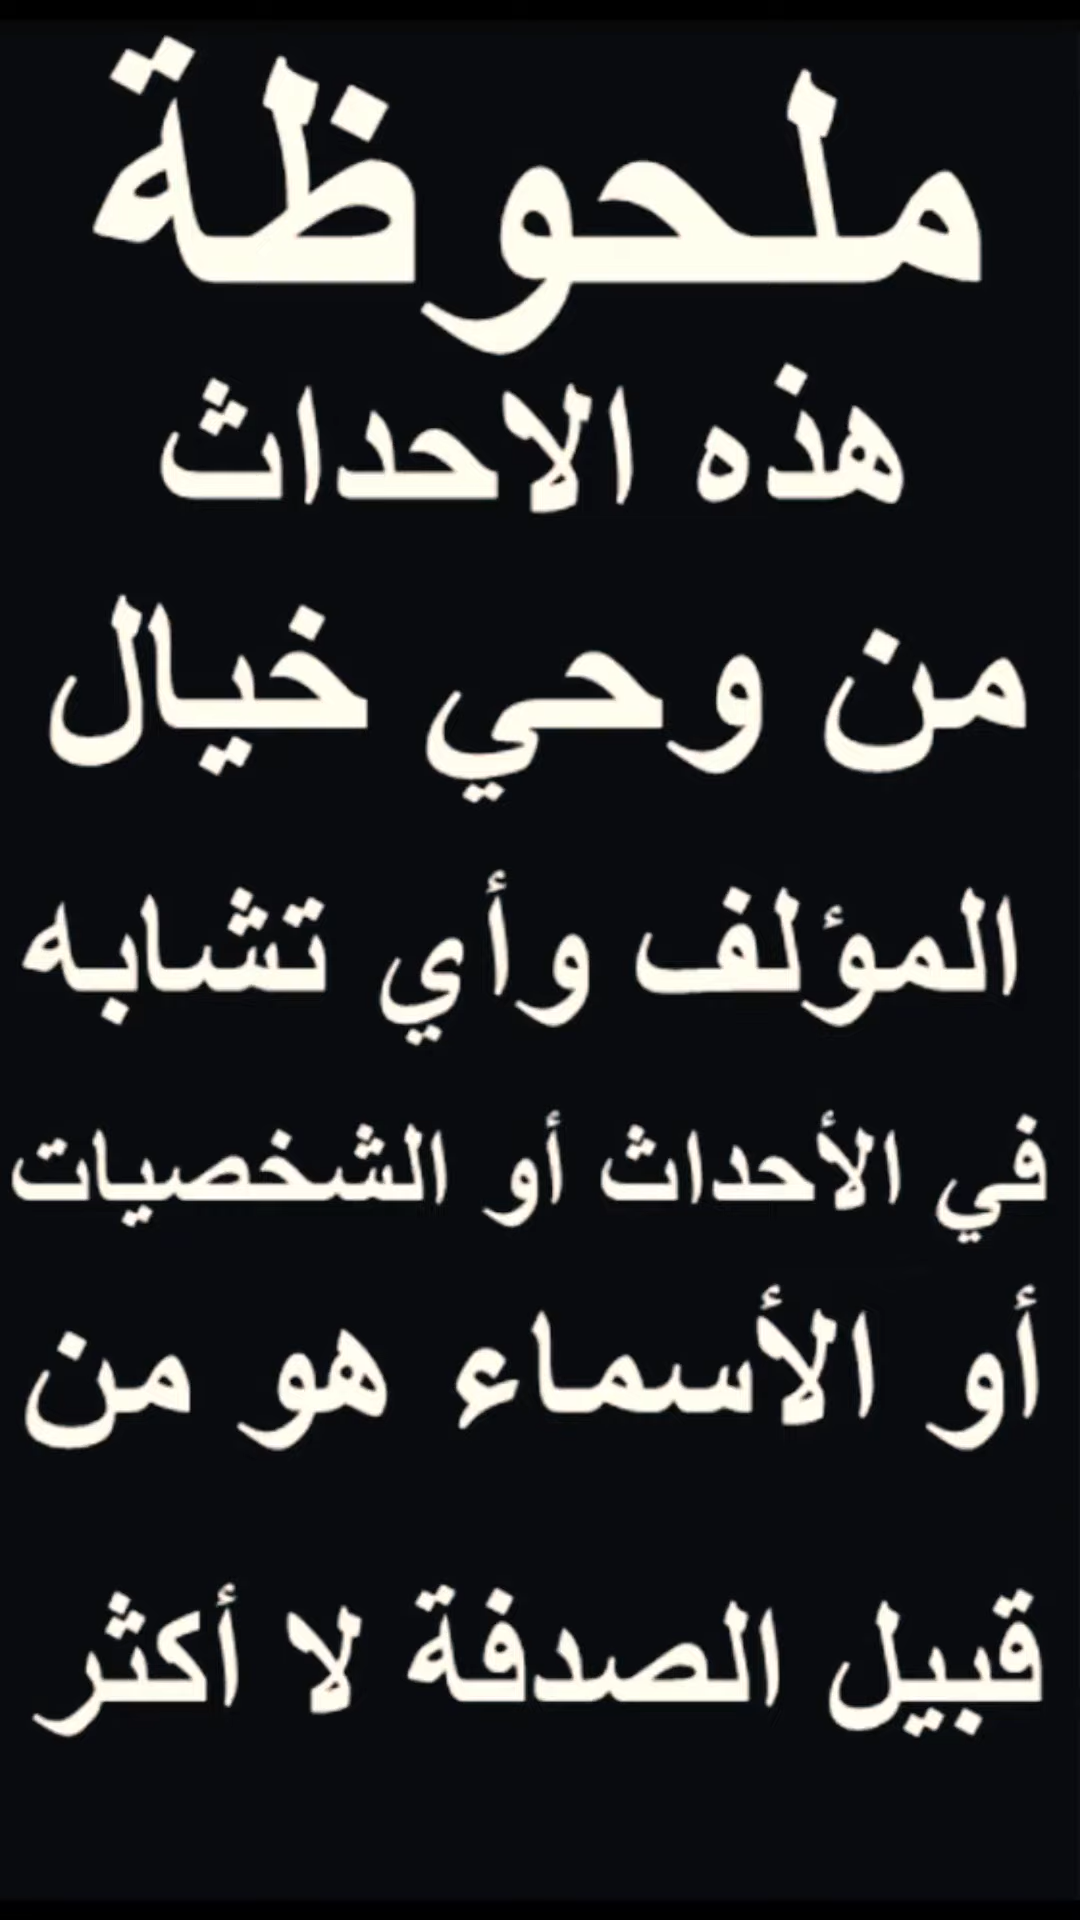 ملحوظة
هذه الاحداث
من وحي خيال
المؤلف وأي تشابه
في الأحداث أو الشخصيات
أو الأسماء هو من
قبيل الصدفة لا أكثر